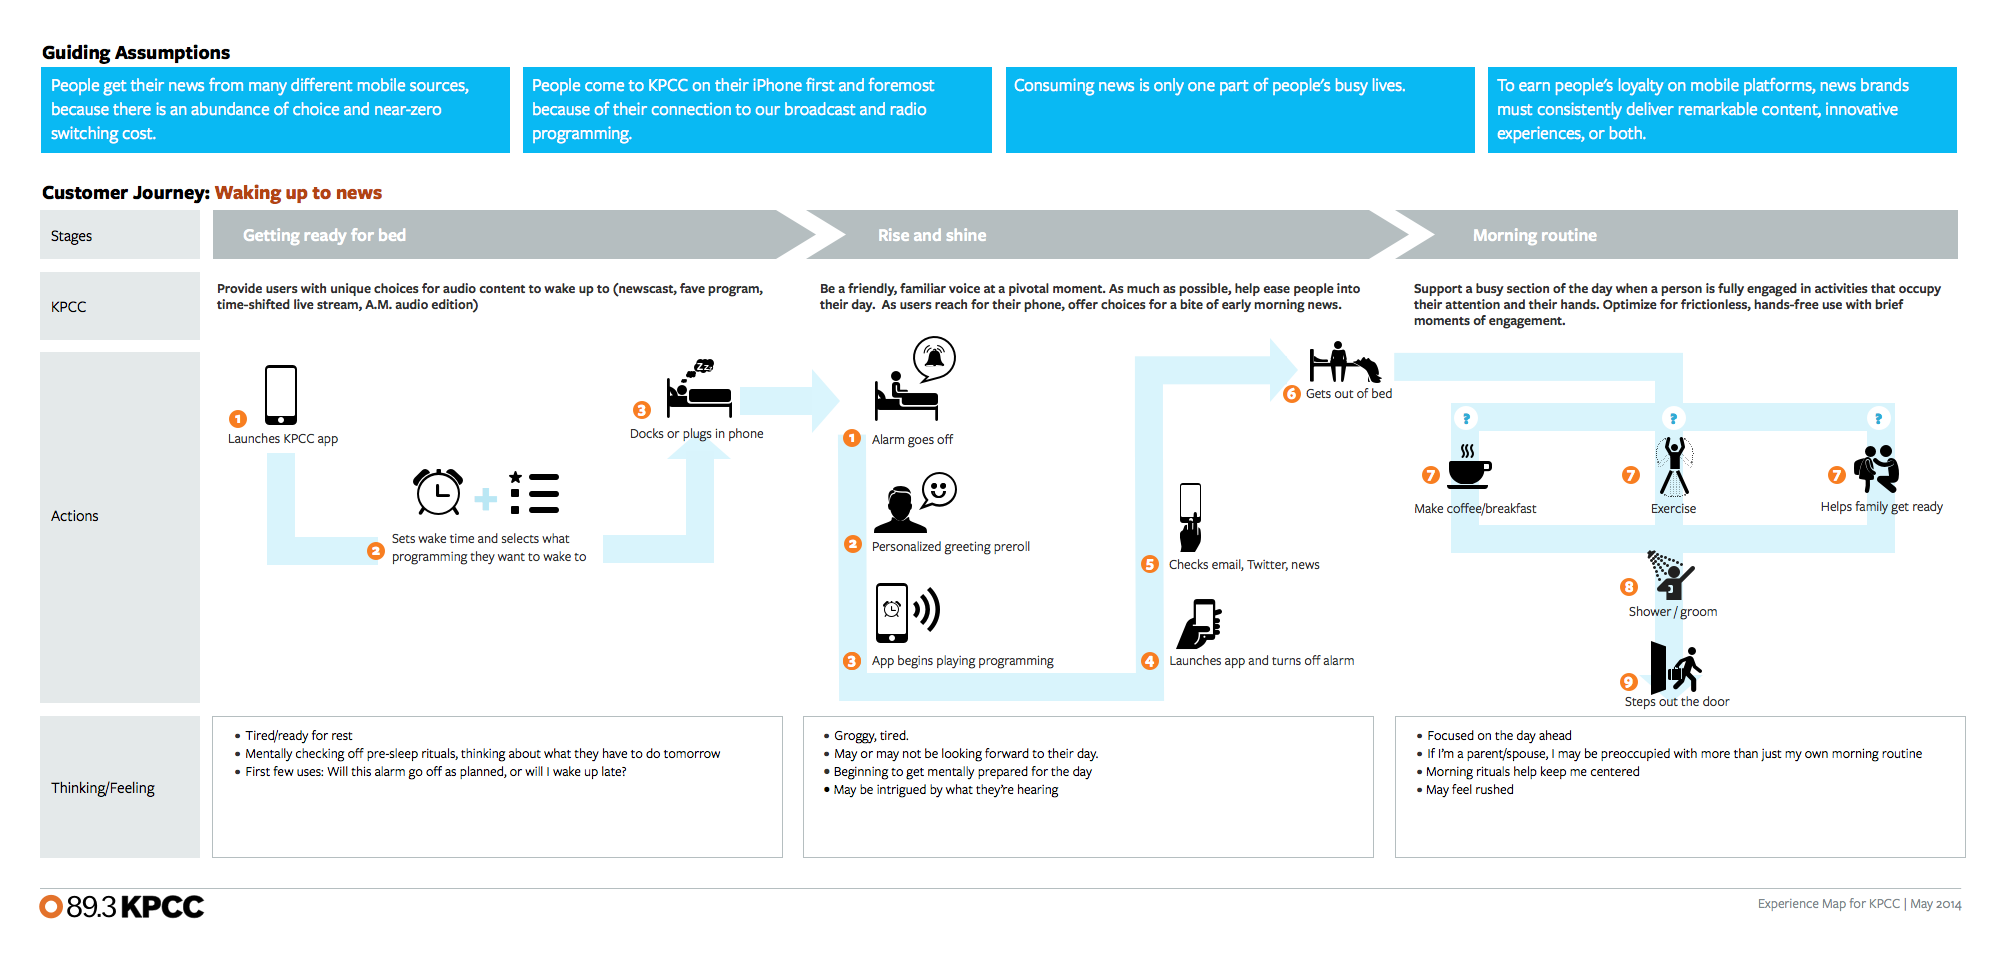 Guiding Assumptions
People get their news from many different mobile sources,
because there is an abundance of choice and near-zero
switching cost.
People come to KPCC on their iPhone first and foremost
because of their connection to our broadcast and radio
programming.
Consuming news is only one part of people's busy lives.
To earn people's loyalty on mobile platforms, news brands
must consistently deliver remarkable content, innovative
experiences, or both.
Customer Journey: Waking up to news
Stages
Getting ready for bed
Rise and shine
Morning routine
KPCC
Provide users with unique choices for audio content to wake up to (newscast, fave program,
time-shifted live stream, A.M. audio edition)
Be a friendly, familiar voice at a pivotal moment. As much as possible, help ease people into
their day. As users reach for their phone, offer choices for a bite of early morning news.
Support a busy section of the day when a person is fully engaged in activities that occupy
their attention and their hands. Optimize for frictionless, hands-free use with brief
moments of engagement.
Actions
1
Launches KPCC app
2
Sets wake time and selects what
programming they want to wake to
zzz
3
Docks or plugs in phone
1 Alarm goes off
2 Personalized greeting preroll
3 App begins playing programming
4 Launches app and turns off alarm
5 Checks email, Twitter, news
6 Gets out of bed
? ? ?
7
Make coffee/breakfast
7
Exercise
7
Helps family get ready
8
Shower / groom
9
Steps out the door
Thinking/Feeling
• Tired/ready for rest
• Mentally checking off pre-sleep rituals, thinking about what they have to do tomorrow
• First few uses: Will this alarm go off as planned, or will I wake up late?
• Groggy, tired.
• May or may not be looking forward to their day.
• Beginning to get mentally prepared for the day
• May be intrigued by what they're hearing
• Focused on the day ahead
• If I'm a parent/spouse, I may be preoccupied with more than just my own morning routine
• Morning rituals help keep me centered
• May feel rushed
89.3 KPCC
Experience Map for KPCC | May 2014